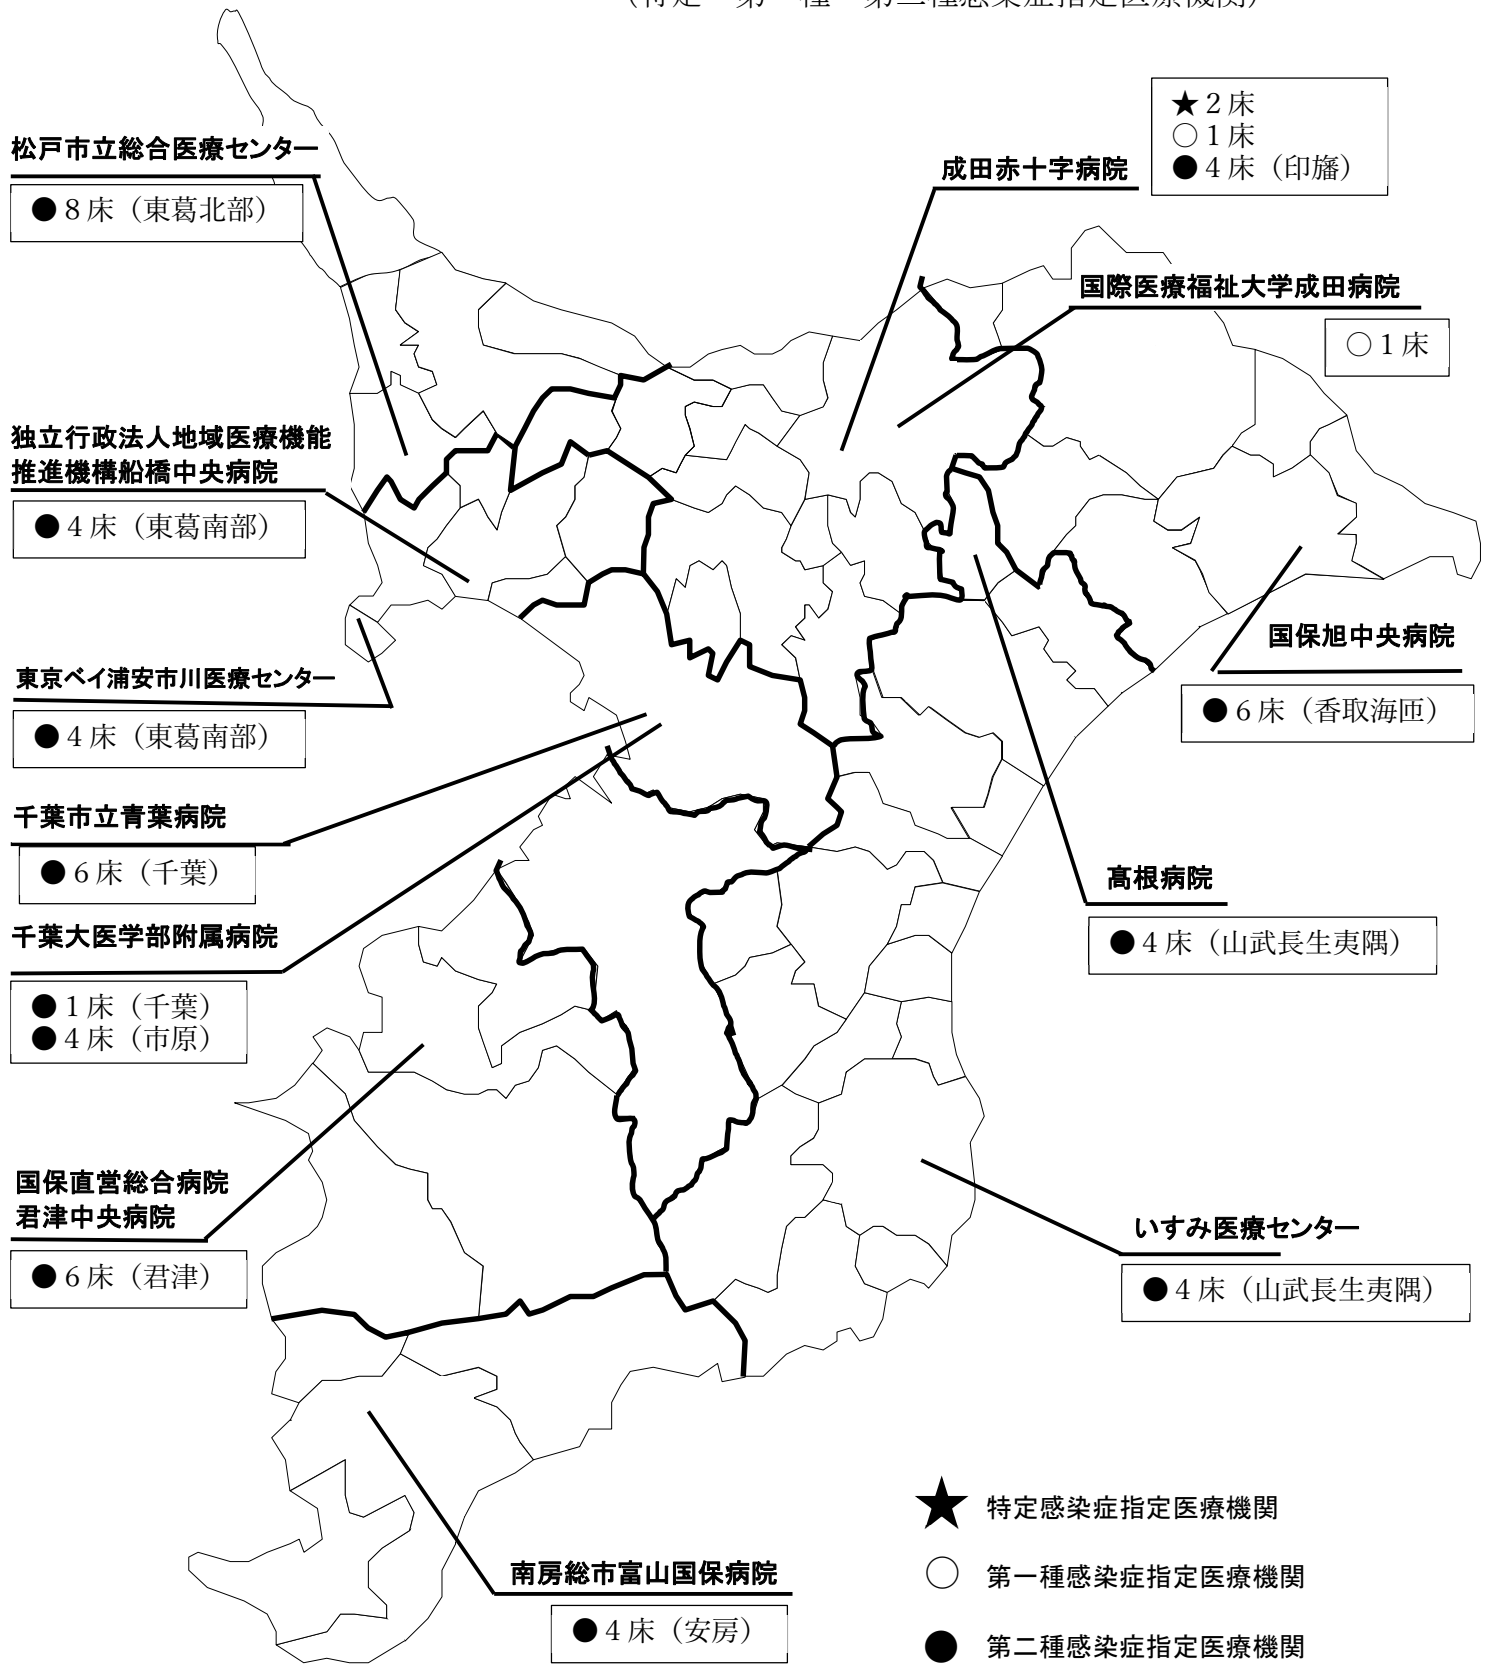 （特定・第一種・第二種感染症指定医療機関）
★２床
○１床
●４床（印旛）
松戸市立総合医療センター
●８床（東葛北部）
成田赤十字病院
国際医療福祉大学成田病院
○１床
独立行政法人地域医療機能
推進機構船橋中央病院
●４床（東葛南部）
国保旭中央病院
●６床（香取海匝）
東京ベイ浦安市川医療センター
●４床（東葛南部）
千葉市立青葉病院
●６床（千葉）
髙根病院
●４床（山武長生夷隅）
千葉大医学部附属病院
●１床（千葉）
●４床（市原）
国保直営総合病院
君津中央病院
●６床（君津）
いすみ医療センター
●４床（山武長生夷隅）
南房総市富山国保病院
●４床（安房）
★ 特定感染症指定医療機関
○ 第一種感染症指定医療機関
● 第二種感染症指定医療機関